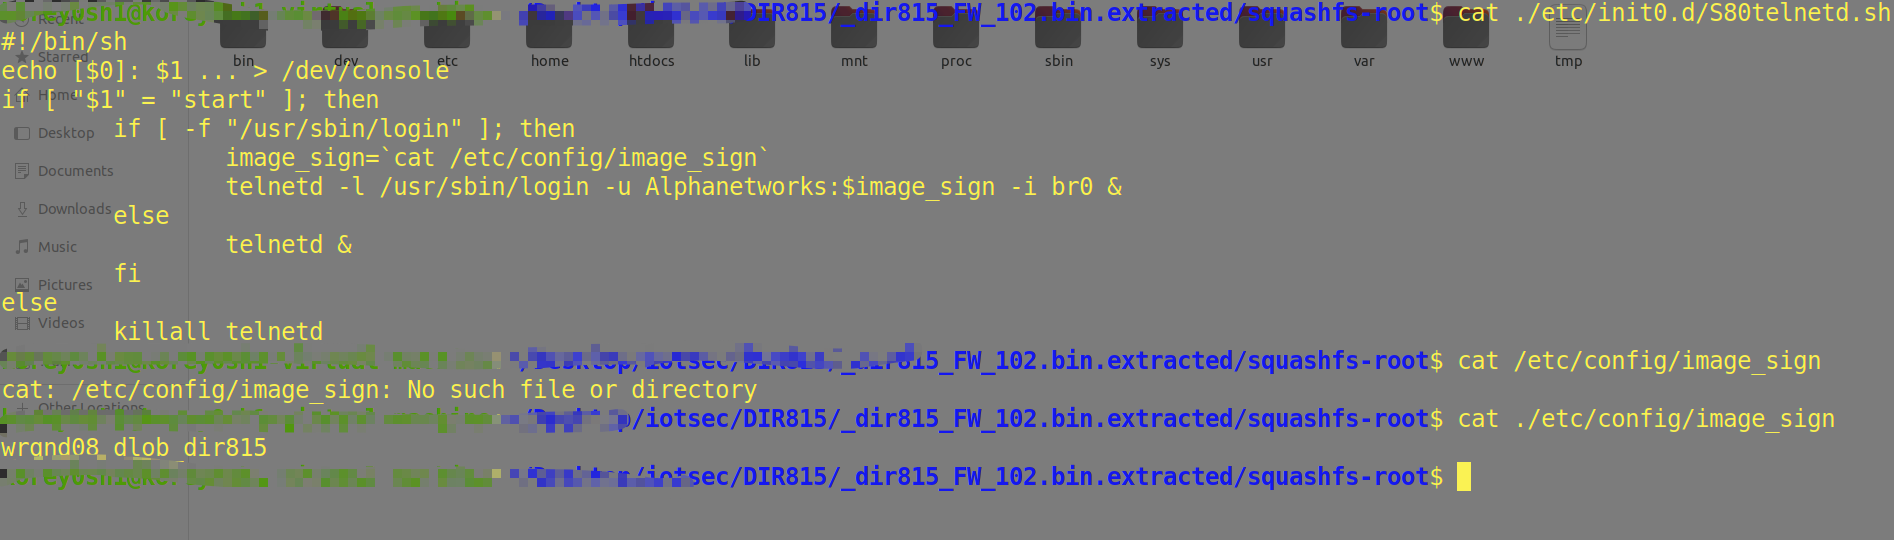 DIR815/_dir815_FW_102.bin.extracted/squashfs-root$ cat ./etc/init0.d/S80telnetd.sh
#!/bin/sh
echo [$0]: $1 ... > /dev/console
if [ "$1" = "start" ]; then
if [ -f "/usr/sbin/login" ]; then
image_sign=`cat /etc/config/image_sign`
telnetd -l /usr/sbin/login -u Alphanetworks:$image_sign -i br0 &
else
telnetd &
fi
else
killall telnetd
_dir815_FW_102.bin.extracted/squashfs-root$ cat /etc/config/image_sign
cat: /etc/config/image_sign: No such file or directory
/iotsec/DIR815/_dir815_FW_102.bin.extracted/squashfs-root$ cat ./etc/config/image_sign
wrgnd08_dlob_dir815
/iotsec/DIR815/_dir815_FW_102.bin.extracted/squashfs-root$
Recent
Starred
Home
Desktop
Documents
Downloads
Music
Pictures
Videos
Other Locations
bin dev etc home htdocs lib mnt proc sbin sys usr var www tmp